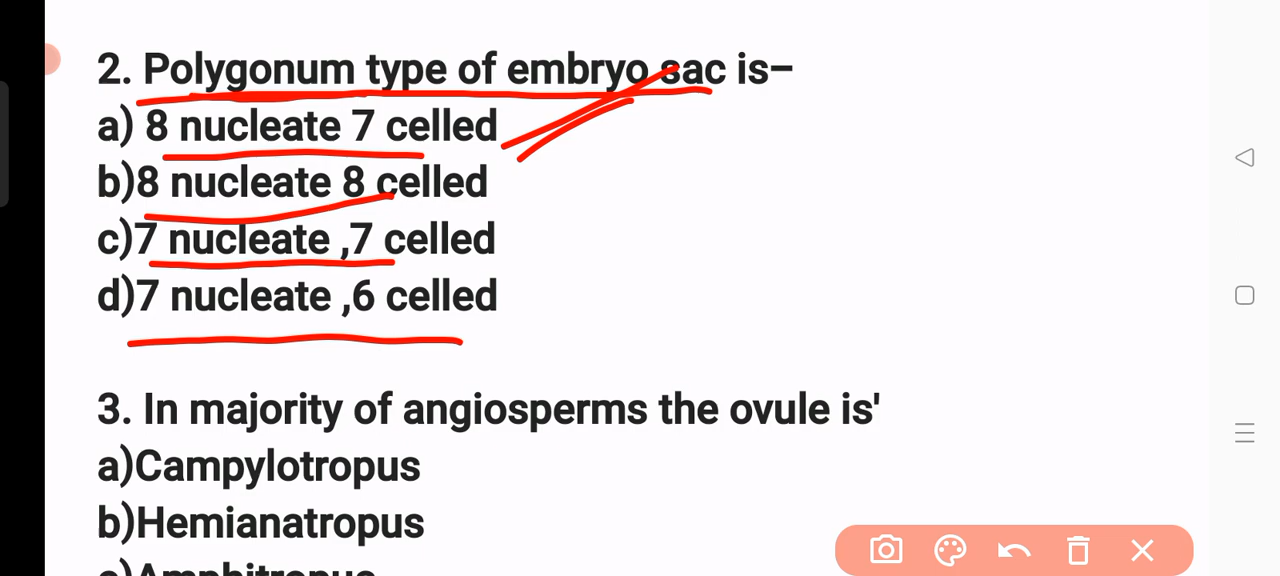 2. Polygonum type of embryo sac is–
a) 8 nucleate 7 celled
b)8 nucleate 8 celled
c)7 nucleate ,7 celled
d)7 nucleate ,6 celled
3. In majority of angiosperms the ovule is'
a)Campylotropus
b)Hemianatropus
c)Amphitropus